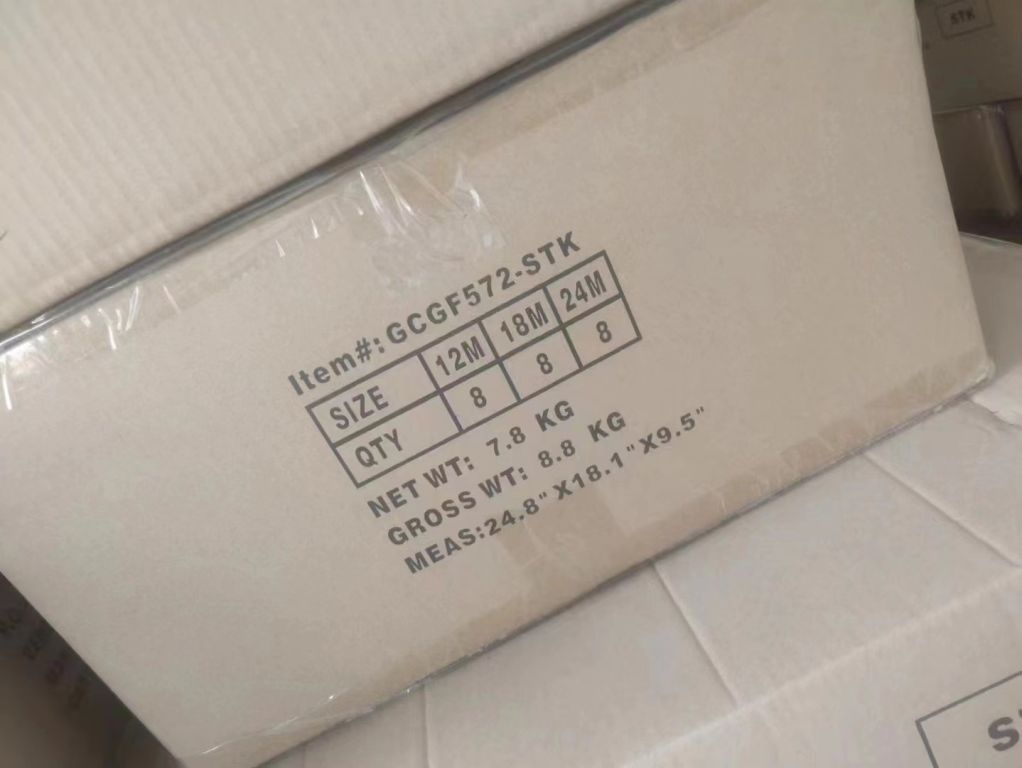 STK
Item#: GCGF572-STK
SIZE 12M 18M 24M
QTY 8 8 8
NET WT: 7.8 KG
GROSS WT: 8.8 KG
MEAS:24.8"X18.1"X9.5"